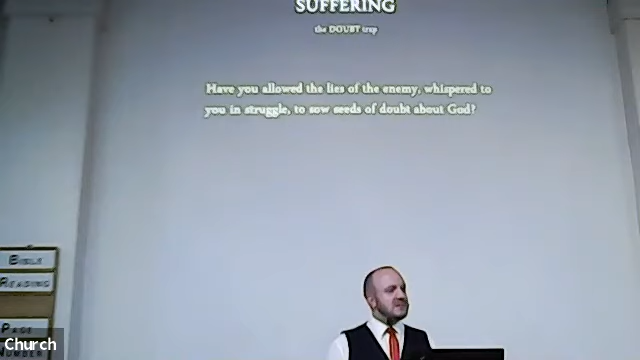 SUFFERING
the DOUBT trap
Have you allowed the lies of the enemy, whispered to
you in struggle, to sow seeds of doubt about God?
BIBLE
READING
PAGE
NUMBER
Church